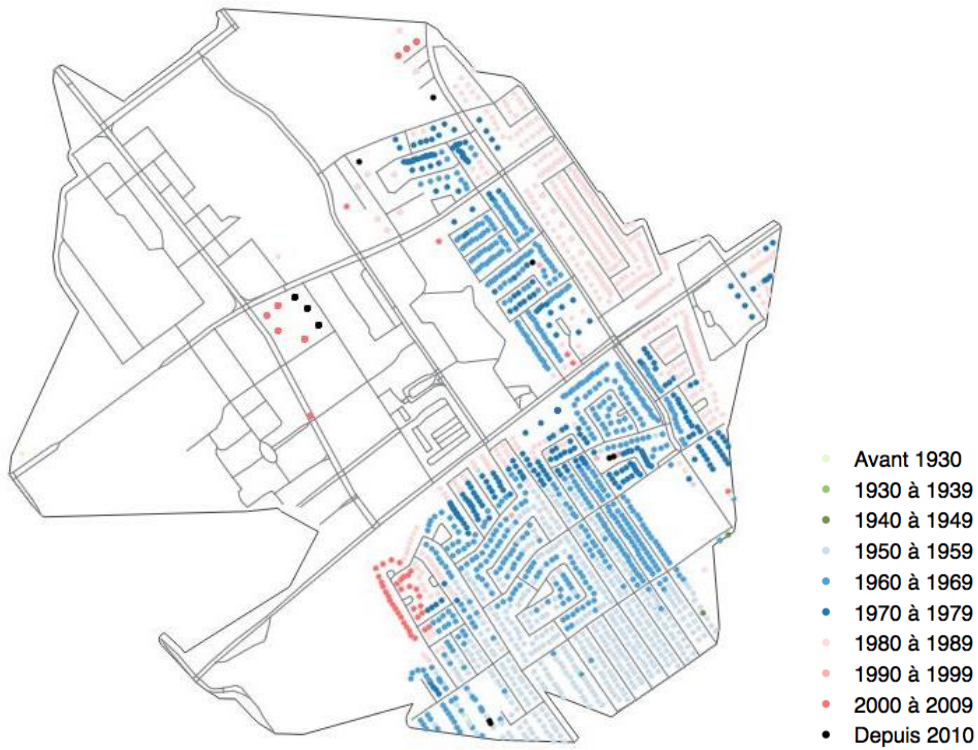 Avant 1930
1930 à 1939
1940 à 1949
1950 à 1959
1960 à 1969
1970 à 1979
1980 à 1989
1990 à 1999
2000 à 2009
Depuis 2010